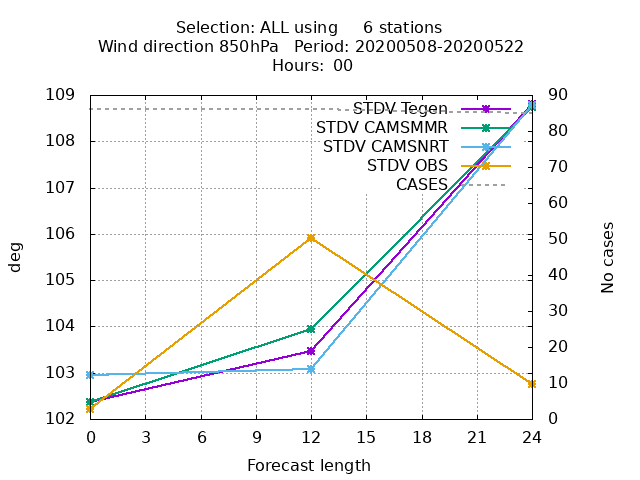 Selection: ALL using     6 stations
Wind direction 850hPa   Period: 20200508-20200522
Hours:  00
109
108
107
106
105
104
103
102
deg
90
80
70
60
50
40
30
20
10
0
No cases
STDV Tegen
STDV CAMSMMR
STDV CAMSNRT
STDV OBS
CASES
0 3 6 9 12 15 18 21 24
Forecast length